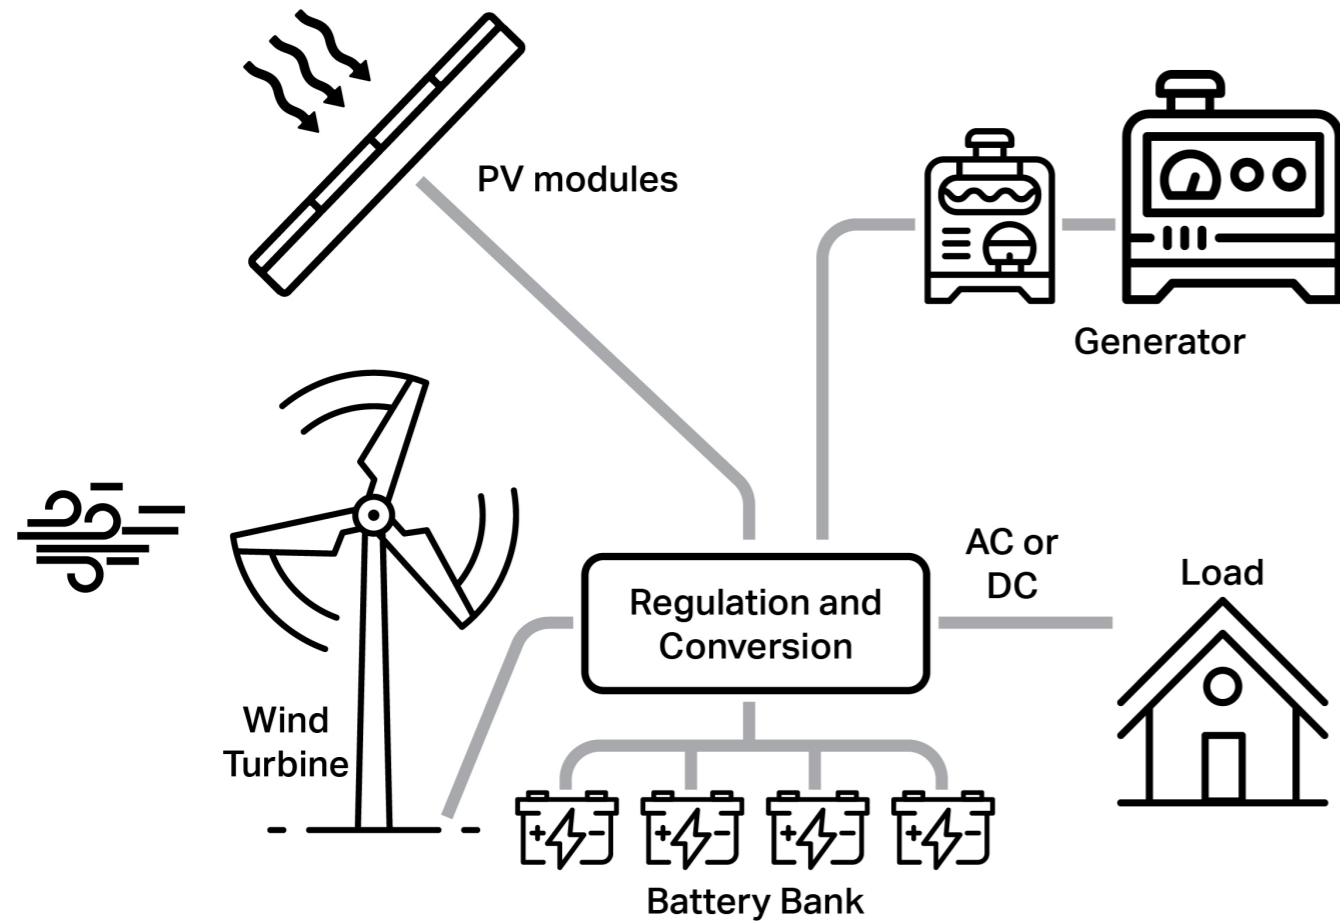 PV modules
Generator
AC or
DC
Load
Regulation and
Conversion
Wind
Turbine
Battery Bank